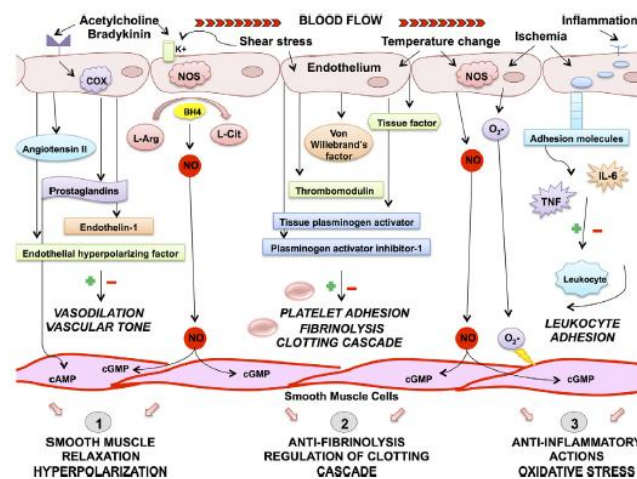 Acetylcholine
Bradykinin
BLOOD FLOW
Inflammation
K+
Shear stress
Temperature change
Ischemia
COX
NOS
Endothelium
NOS
BH4
L-Arg
L-Cit
Angiotensin II
Von
Willebrand's
factor
Tissue factor
O2-
Adhesion molecules
NO
NO
IL-6
TNF
Prostaglandins
Thrombomodulin
Endothelin-1
Tissue plasminogen activator
Endothelial hyperpolarizing factor
Plasminogen activator inhibitor-1
+ -
Leukocyte
+ -
+ -
VASODILATION
VASCULAR TONE
PLATELET ADHESION
FIBRINOLYSIS
CLOTTING CASCADE
LEUKOCYTE
ADHESION
NO
NO
O2-
cAMP
cGMP
cGMP
cGMP
cGMP
Smooth Muscle Cells
1
SMOOTH MUSCLE
RELAXATION
HYPERPOLARIZATION
2
ANTI-FIBRINOLYSIS
REGULATION OF CLOTTING
CASCADE
3
ANTI-INFLAMMATORY
ACTIONS
OXIDATIVE STRESS